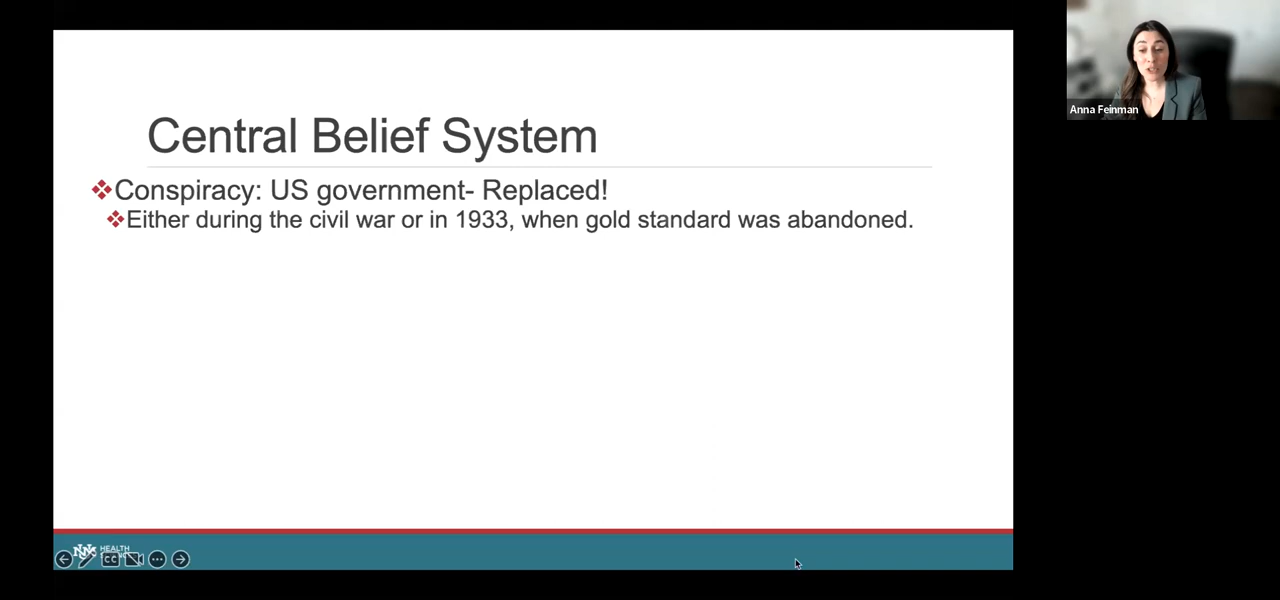 Central Belief System
Conspiracy: US government- Replaced!
Either during the civil war or in 1933, when gold standard was abandoned.
Anna Feinman
HEALTH
CC